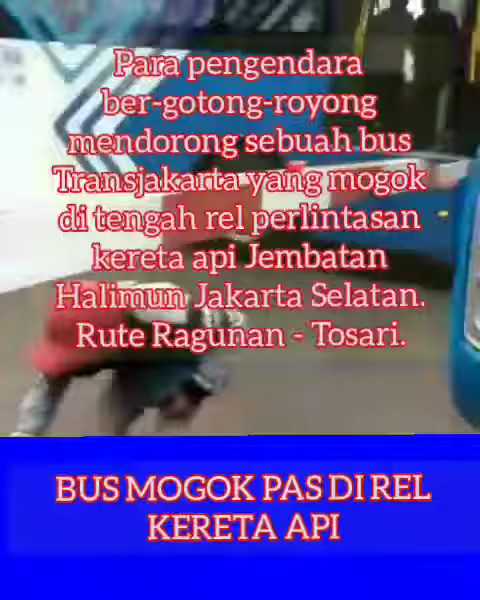 Para pengendara
ber-gotong-royong
mendorong sebuah bus
Transjakarta yang mogok
di tengah rel perlintasan
kereta api Jembatan
Halimun Jakarta Selatan.
Rute Ragunan - Tosari.
BUS MOGOK PAS DI REL
KERETA API